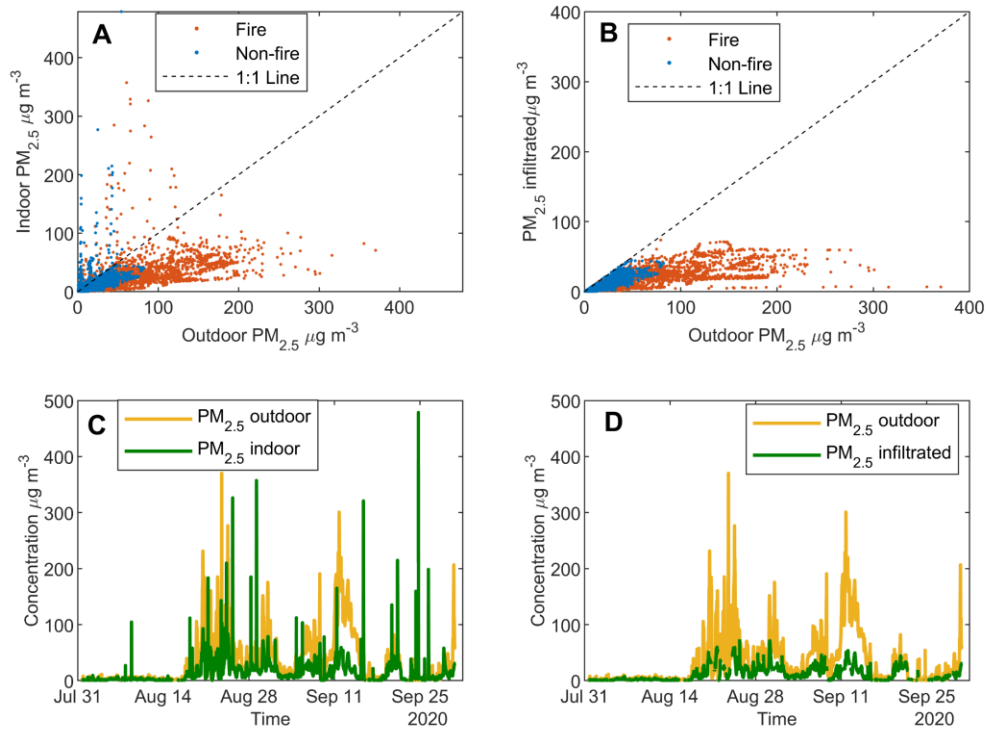 A
Fire
Non-fire
1:1 Line
400
300
200
100
0
Indoor PM2.5 μg m-3
0 100 200 300 400
Outdoor PM2.5 μg m-3
B
Fire
Non-fire
1:1 Line
400
300
200
100
0
PM2.5 infiltratedμg m-3
0 100 200 300 400
Outdoor PM2.5 μg m-3
C
PM2.5 outdoor
PM2.5 indoor
500
400
300
200
100
0
Concentration μg m-3
Jul 31 Aug 14 Aug 28 Sep 11 Sep 25
Time 2020
D
PM2.5 outdoor
PM2.5 infiltrated
500
400
300
200
100
0
Concentration μg m-3
Jul 31 Aug 14 Aug 28 Sep 11 Sep 25
Time 2020